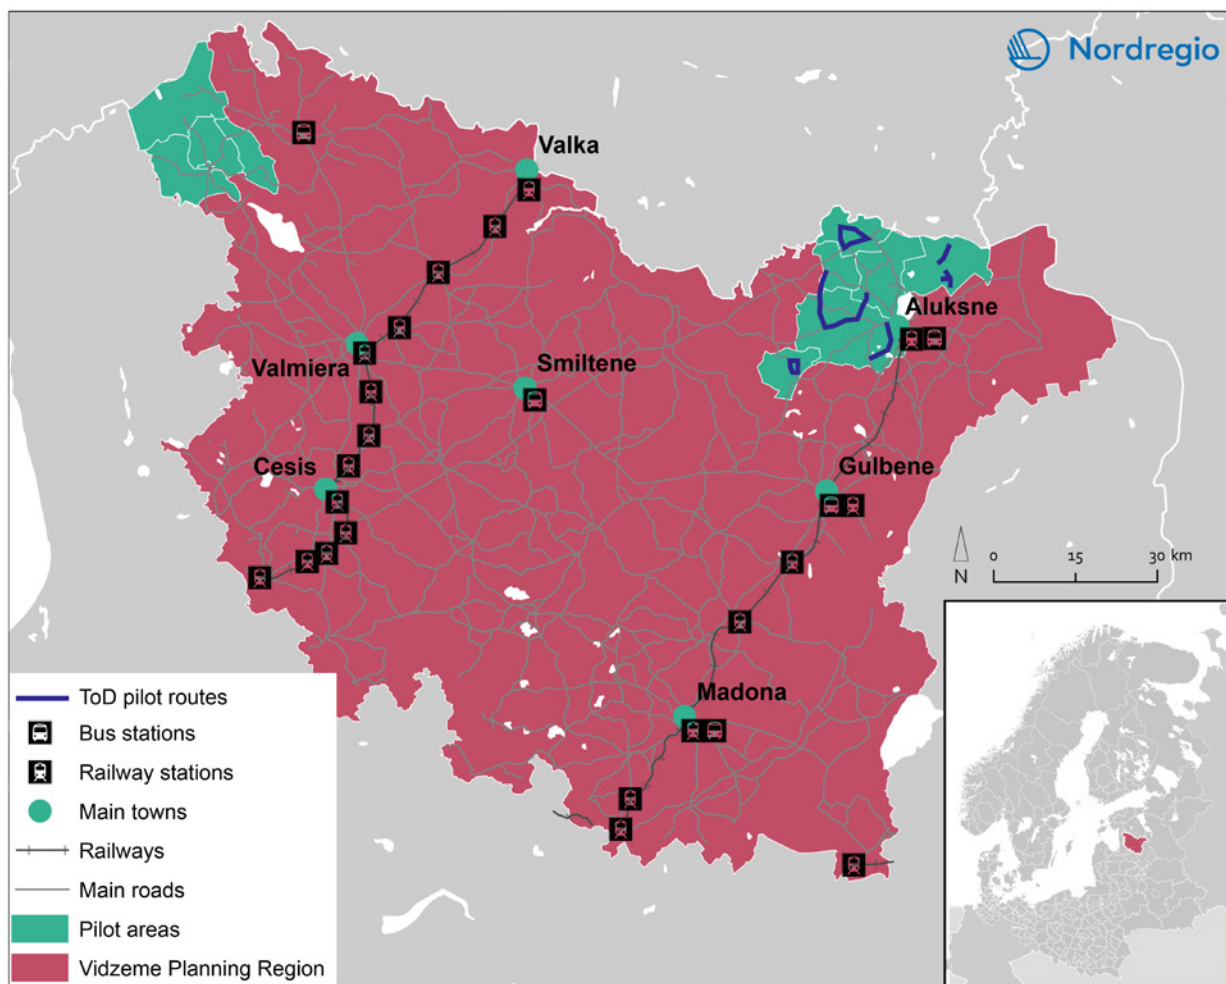 Nordregio
Valka
Aluksne
Valmiera
Smiltene
Cesis
Gulbene
N
0 15 30 km
Madona
ToD pilot routes
Bus stations
Railway stations
Main towns
Railways
Main roads
Pilot areas
Vidzeme Planning Region